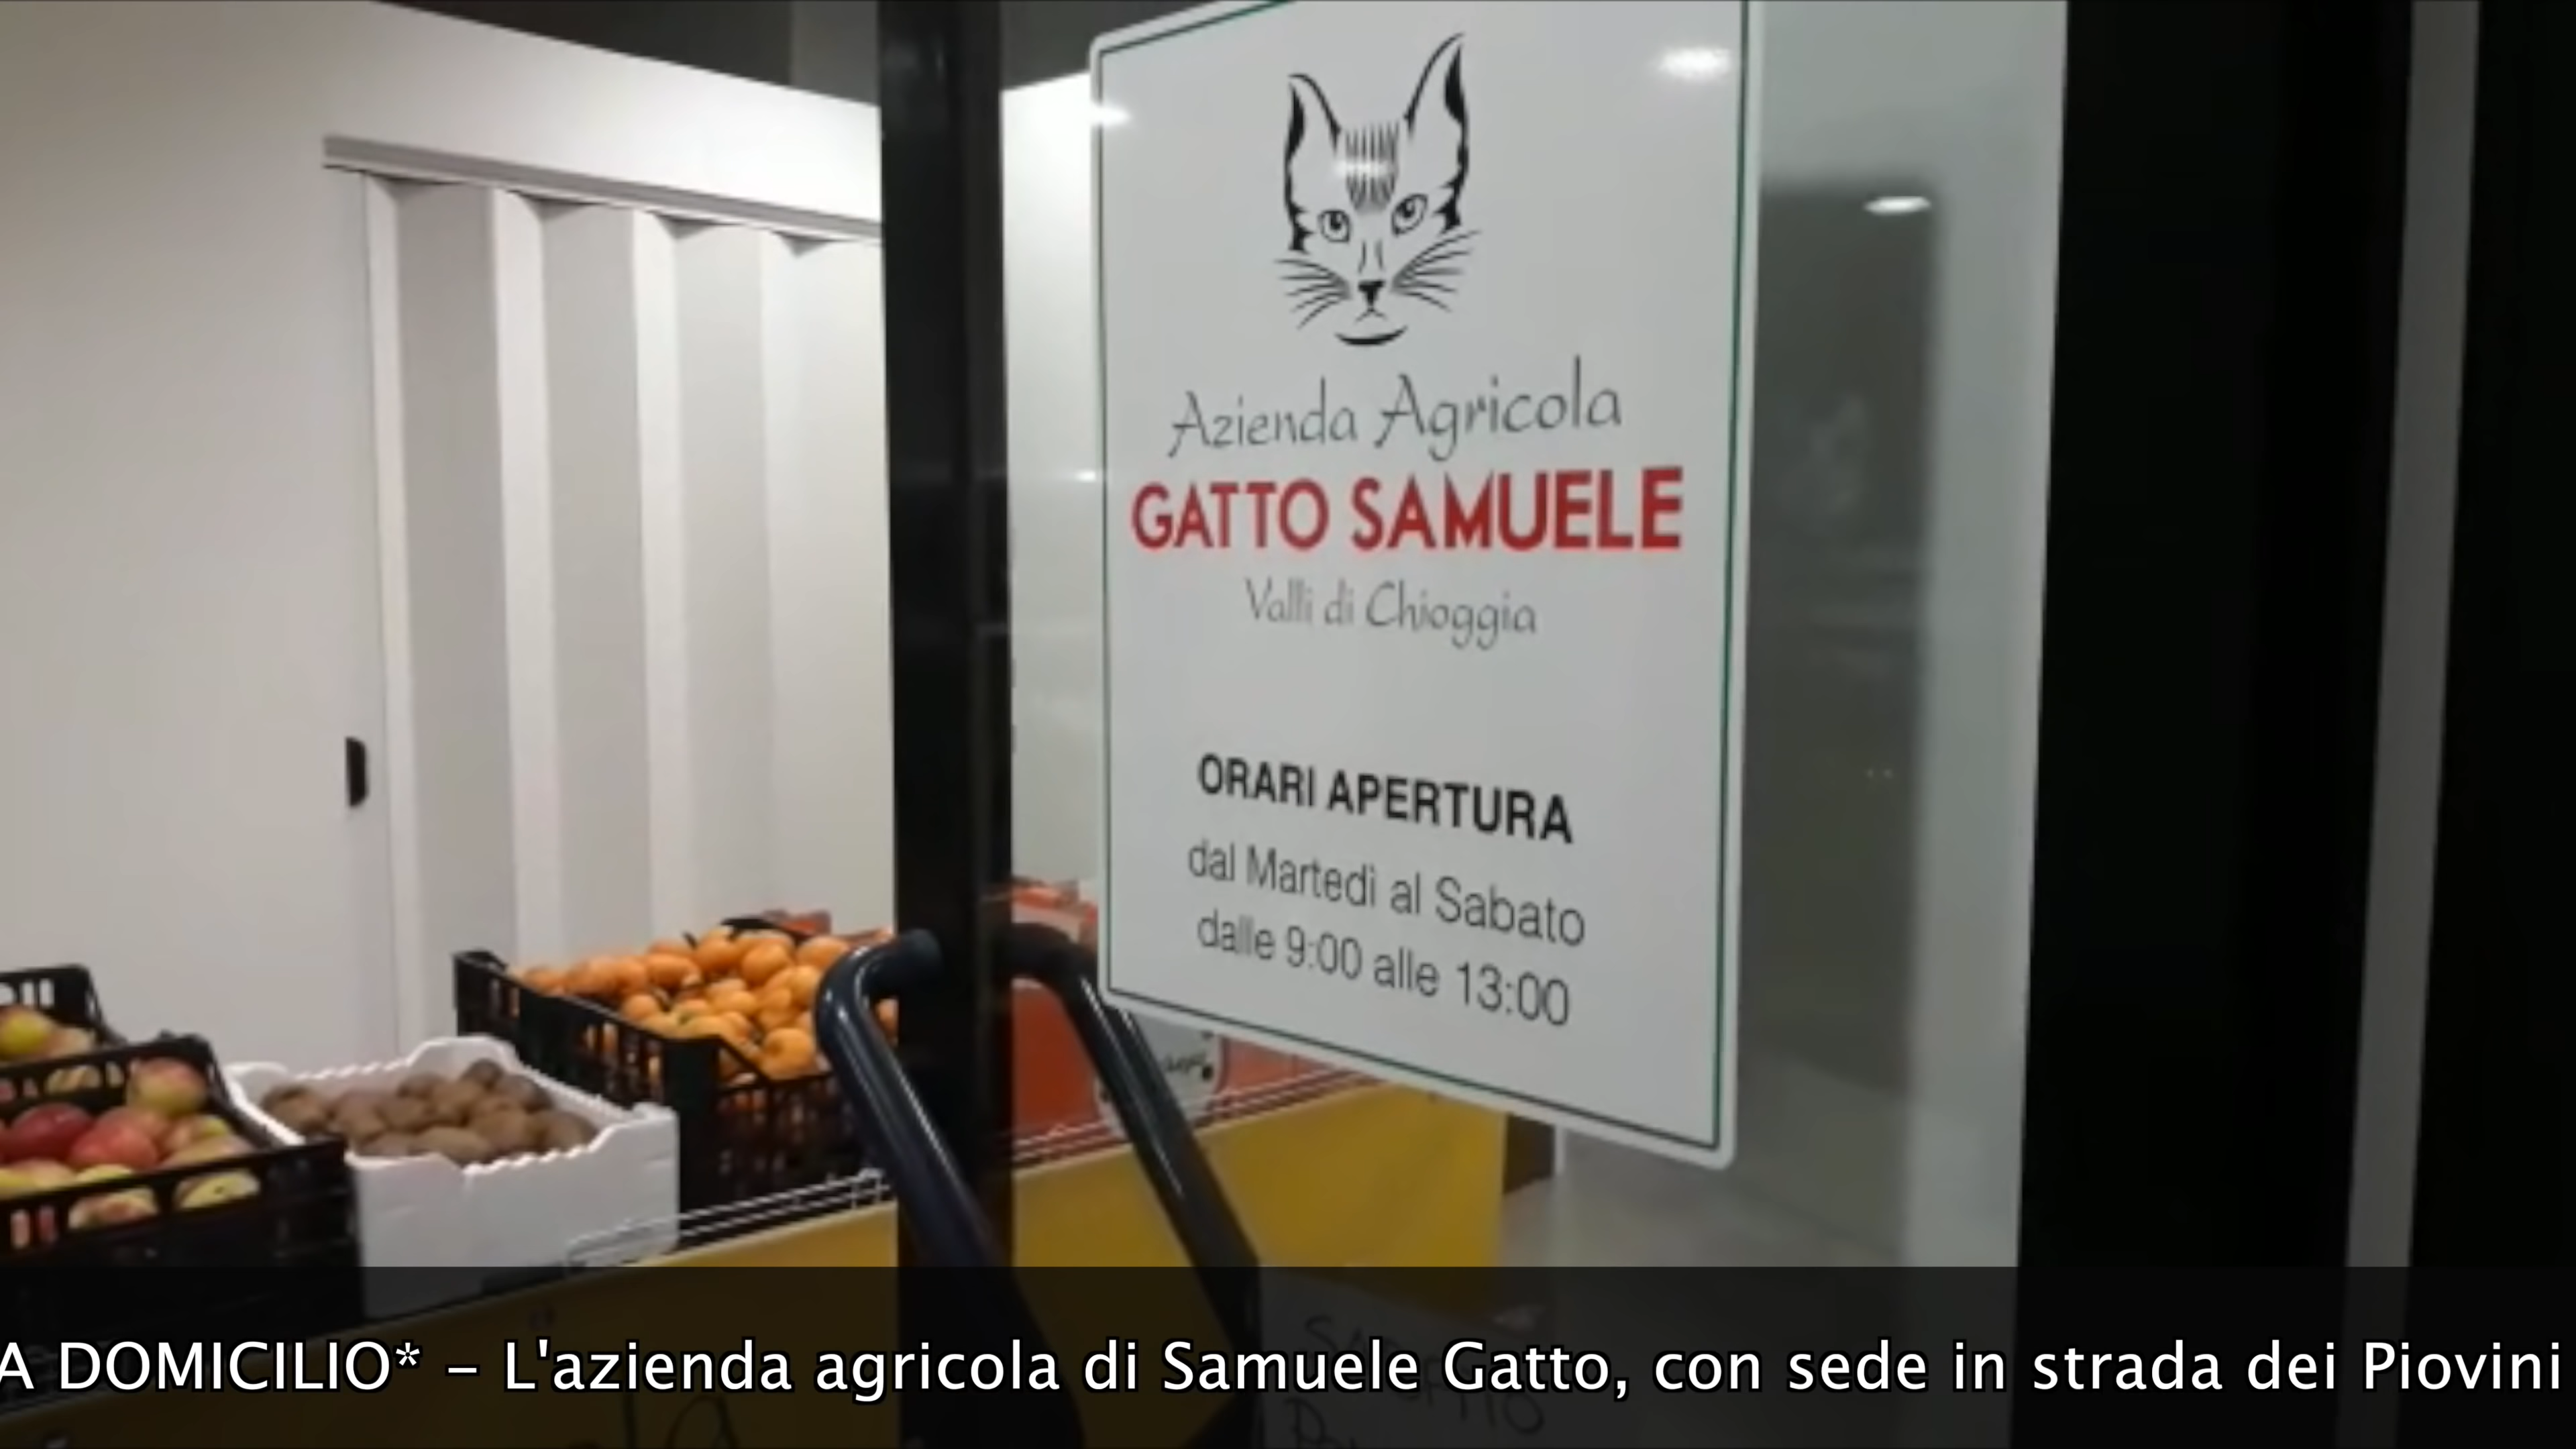 Azienda Agricola
GATTO SAMUELE
Valli di Chioggia
ORARI APERTURA
dal Martedì al Sabato
dalle 9:00 alle 13:00
A DOMICILIO* - L'azienda agricola di Samuele Gatto, con sede in strada dei Piovini